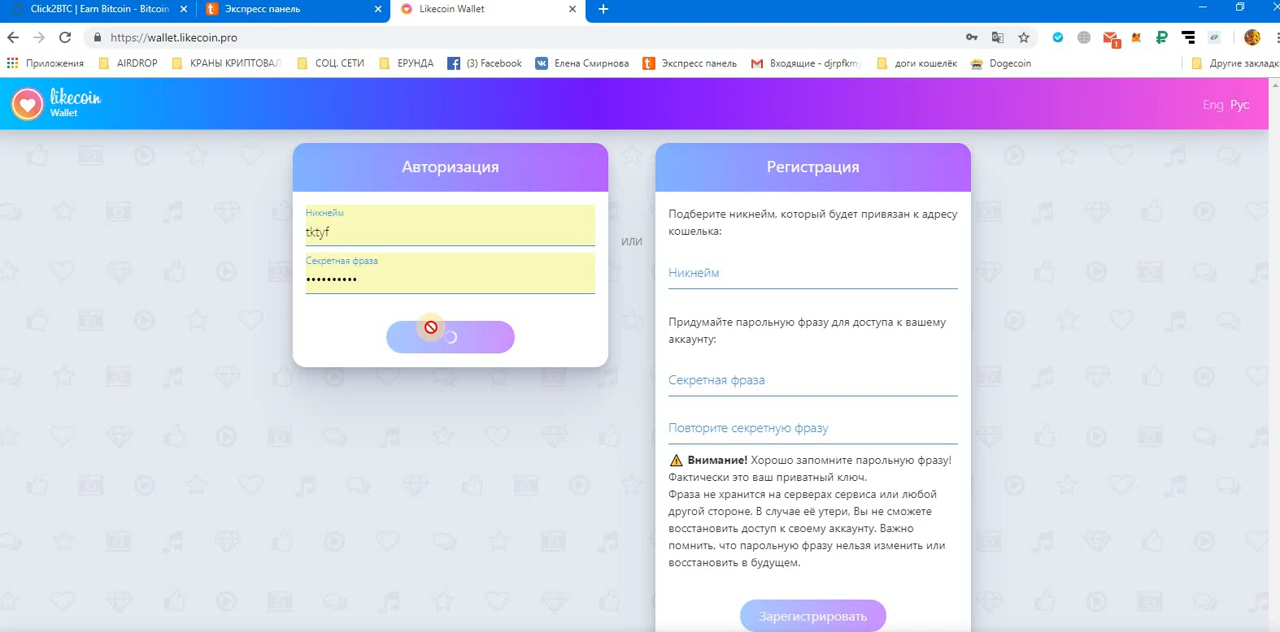 Click2BTC | Earn Bitcoin - Bitcoin
Экспресс панель
Likecoin Wallet
https://wallet.likecoin.pro
1
Приложения
AIRDROP
КРАНЫ КРИПТОВАЛ
СОЦ. СЕТИ
ЕРУНДА
(3) Facebook
Елена Смирнова
Экспресс панель
Входящие - djrpfkmy
доги кошелёк
Dogecoin
Другие закладк
likecoin
Wallet
Eng Рус
Авторизация
Никнейм
tktyf
Секретная фраза
••••••••••
ИЛИ
Регистрация
Подберите никнейм, который будет привязан к адресу
кошелька:
Никнейм
Придумайте парольную фразу для доступа к вашему
аккаунту:
Секретная фраза
Повторите секретную фразу
Внимание! Хорошо запомните парольную фразу!
Фактически это ваш приватный ключ.
Фраза не хранится на серверах сервиса или любой
другой стороне. В случае её утери, Вы не сможете
восстановить доступ к своему аккаунту. Важно
помнить, что парольную фразу нельзя изменить или
восстановить в будущем.
Зарегистрировать